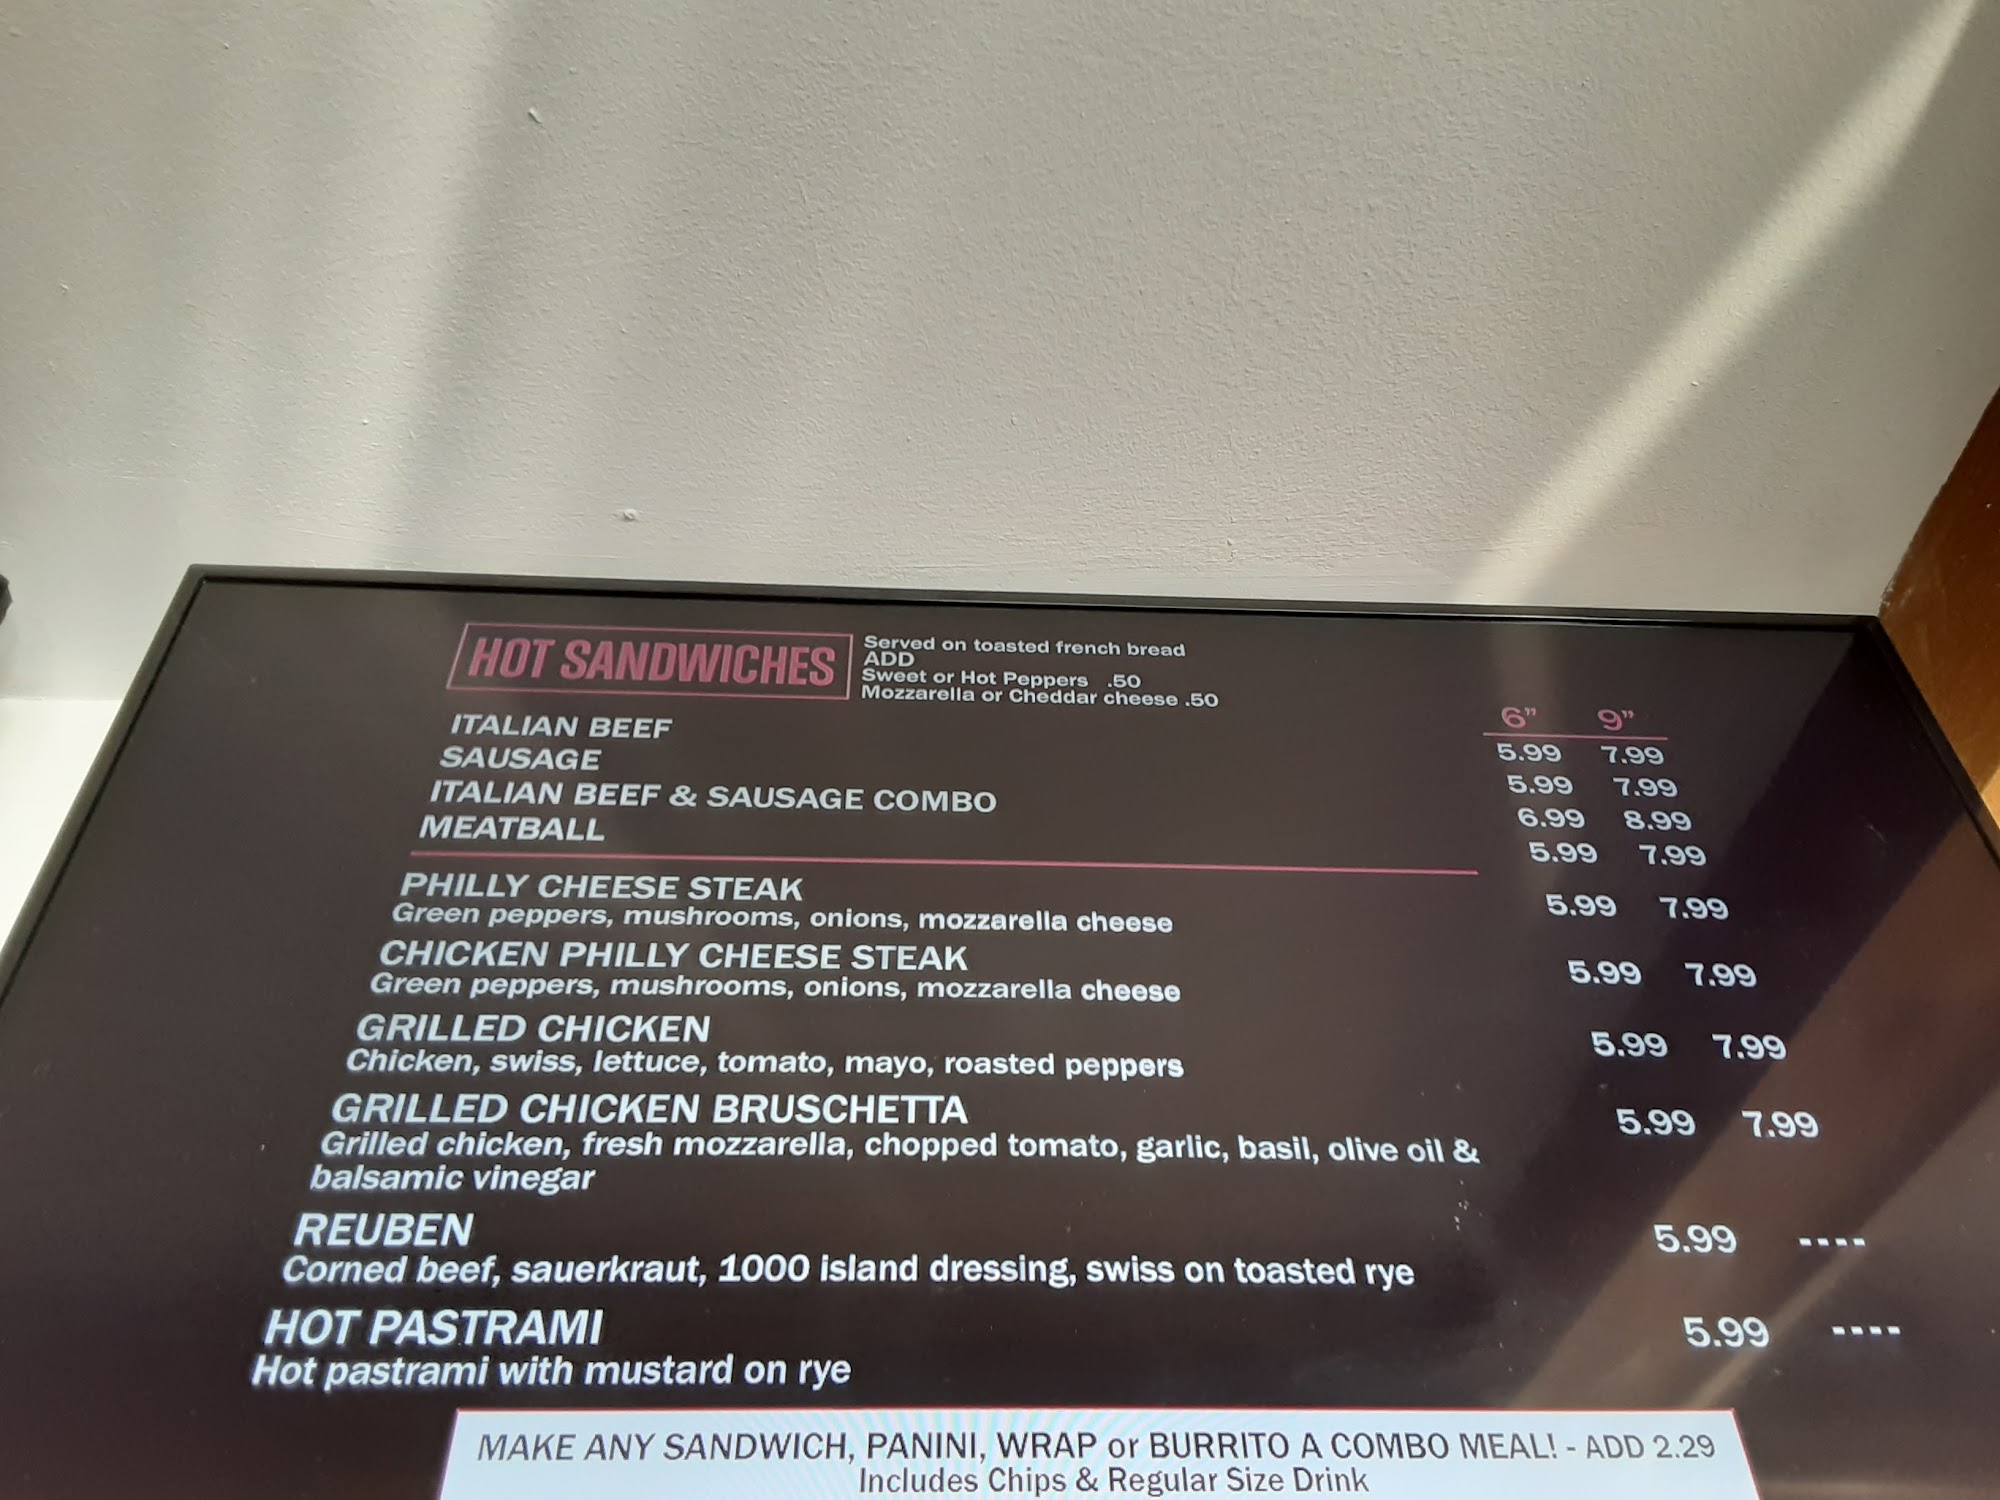 HOT SANDWICHES
Served on toasted french bread
ADD
Sweet or Hot Peppers .50
Mozzarella or Cheddar cheese .50
6" 9"
ITALIAN BEEF 5.99 7.99
SAUSAGE 5.99 7.99
ITALIAN BEEF & SAUSAGE COMBO 6.99 8.99
MEATBALL 5.99 7.99
PHILLY CHEESE STEAK 5.99 7.99
Green peppers, mushrooms, onions, mozzarella cheese
CHICKEN PHILLY CHEESE STEAK 5.99 7.99
Green peppers, mushrooms, onions, mozzarella cheese
GRILLED CHICKEN 5.99 7.99
Chicken, swiss, lettuce, tomato, mayo, roasted peppers
GRILLED CHICKEN BRUSCHETTA 5.99 7.99
Grilled chicken, fresh mozzarella, chopped tomato, garlic, basil, olive oil &
balsamic vinegar
REUBEN 5.99 ----
Corned beef, sauerkraut, 1000 island dressing, swiss on toasted rye
HOT PASTRAMI 5.99 ----
Hot pastrami with mustard on rye
MAKE ANY SANDWICH, PANINI, WRAP or BURRITO A COMBO MEAL! - ADD 2.29
Includes Chips & Regular Size Drink